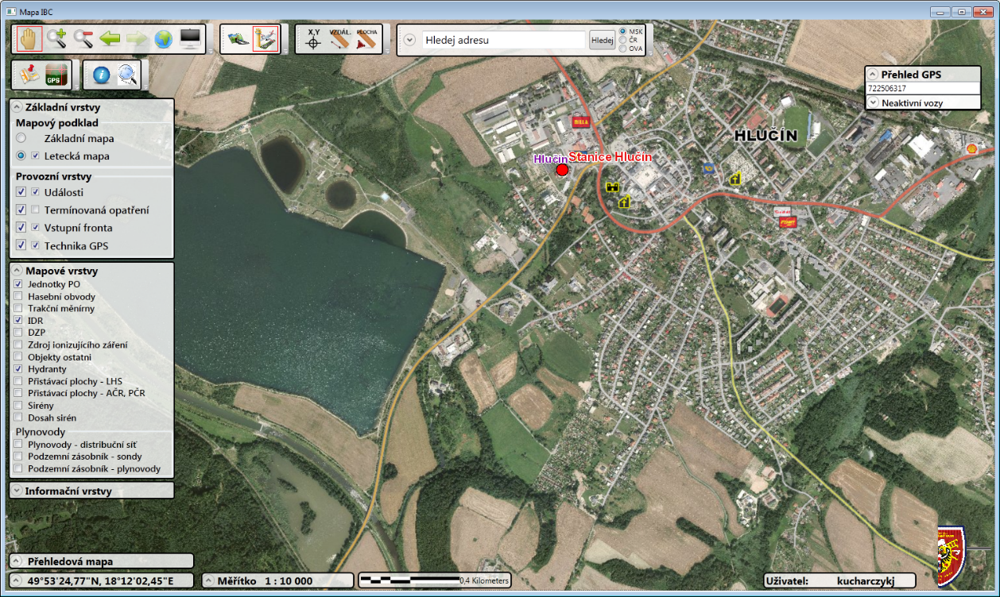 Mapa IBC
X,Y
VZDÁL.
PLOCHA
Hledej adresu
Hledej
MSK
ČR
OVA
GPS
Přehled GPS
722506317
Neaktivní vozy
Základní vrstvy
Mapový podklad
Základní mapa
Letecká mapa
Provozní vrstvy
Události
Termínovaná opatření
Vstupní fronta
Technika GPS
Mapové vrstvy
Jednotky PO
Hasební obvody
Trakční měnírny
IDR
DZP
Zdroj ionizujícího záření
Objekty ostatni
Hydranty
Přistávací plochy - LHS
Přistávací plochy - AČR, PČR
Sirény
Dosah sirén
Plynovody
Plynovody - distribuční síť
Podzemní zásobník - sondy
Podzemní zásobník - plynovody
Informační vrstvy
BILLA
HLUČÍN
Hlučín
Stanice Hlučín
Přehledová mapa
49°53'24,77"N, 18°12'02,45"E
Měřítko 1 : 10 000
0,4 Kilometers
Uživatel: kucharczykj